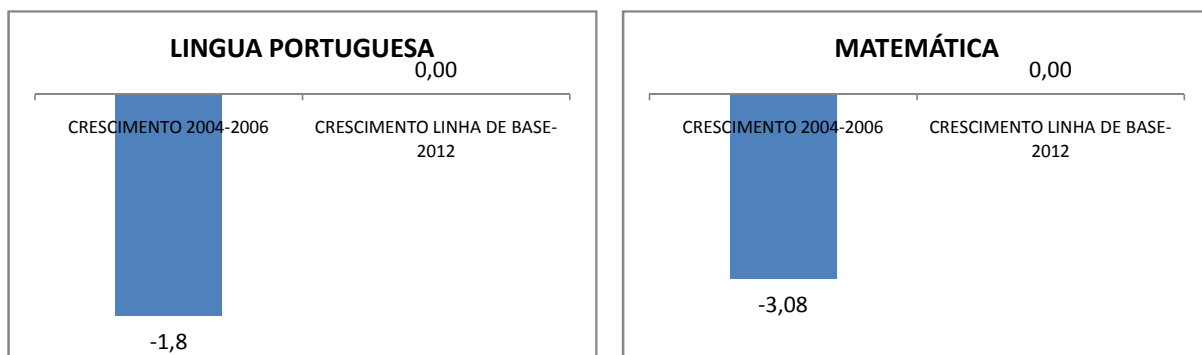 LINGUA PORTUGUESA
0,00
CRESCIMENTO 2004-2006
CRESCIMENTO LINHA DE BASE-
2012
-1,8
MATEMÁTICA
0,00
CRESCIMENTO 2004-2006
CRESCIMENTO LINHA DE BASE-
2012
-3,08